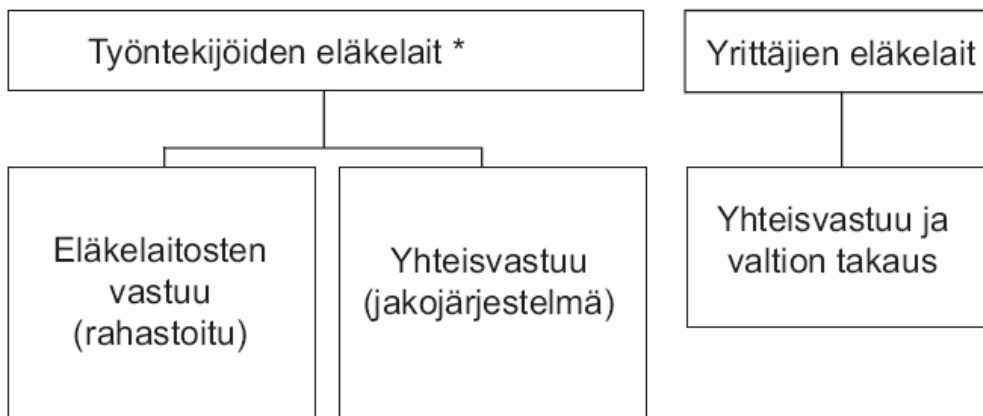 Työntekijöiden eläkelait *
Yrittäjien eläkelait
Eläkelaitosten
vastuu
(rahastoitu)
Yhteisvastuu
(jakojärjestelmä)
Yhteisvastuu ja
valtion takaus